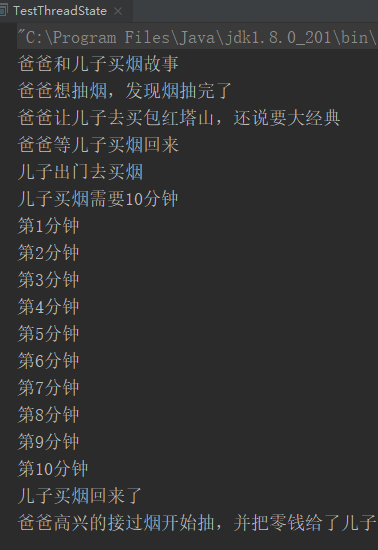 TestThreadState
"C:\Program Files\Java\jdk1.8.0_201\bin\
爸爸和儿子买烟故事
爸爸想抽烟，发现烟抽完了
爸爸让儿子去买包红塔山，还说要大经典
爸爸等儿子买烟回来
儿子出门去买烟
儿子买烟需要10分钟
第1分钟
第2分钟
第3分钟
第4分钟
第5分钟
第6分钟
第7分钟
第8分钟
第9分钟
第10分钟
儿子买烟回来了
爸爸高兴的接过烟开始抽，并把零钱给了儿子